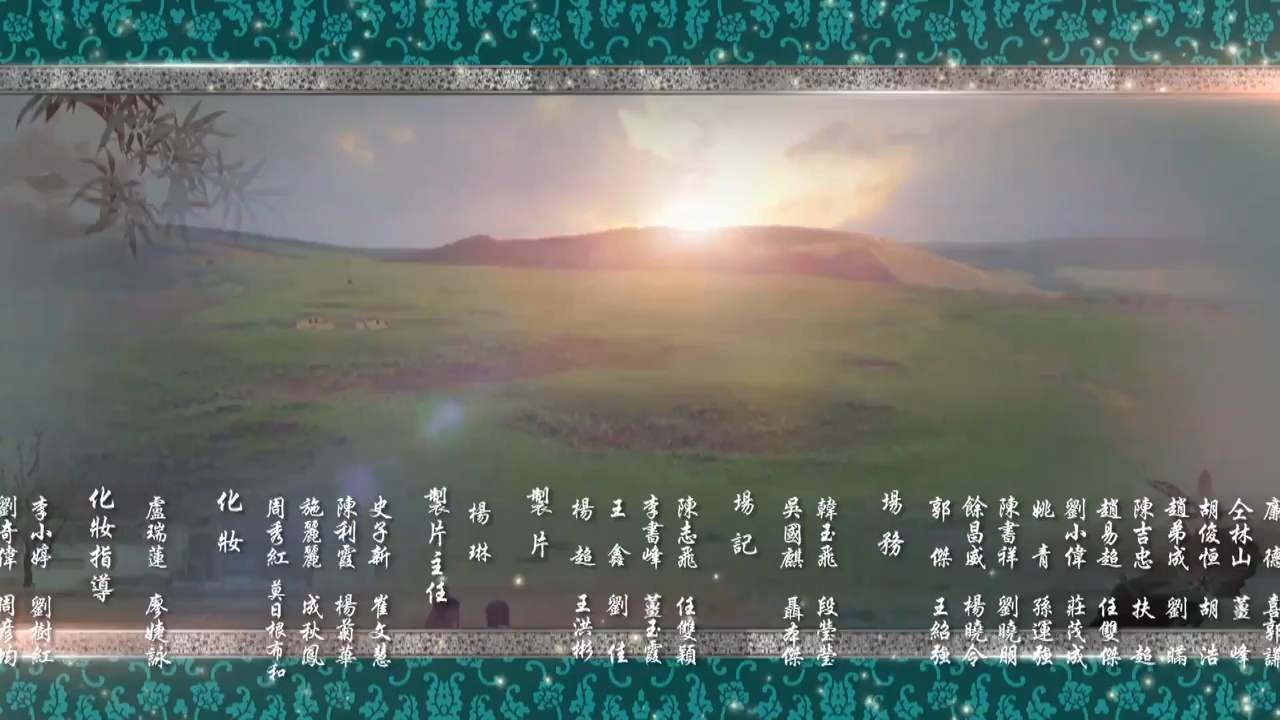 劉奇偉 周彥均
李小婷 劉樹紅
化妝指導
盧瑞蓮 廖婕詠
化妝
周秀紅 莫日根布和
施麗麗 成秋鳳
陳利霞 楊菊華
史子新 崔文慧
製片主任
楊琳
製片
楊超 王洪彬
王鑫 劉佳
李書峰 薑玉霞
陳志飛 任雙穎
場記
吳國麒 聶春傑
韓玉飛 段瑩瑩
場務
郭傑 王紹強
餘昌威 楊曉令
陳書祥 劉曉朋
姚青 孫運強
劉小偉 莊茂成
趙易超 任雙傑
陳吉忠 扶超
趙弟成 劉瞞
胡俊恒 胡浩
仝林山 薑峰